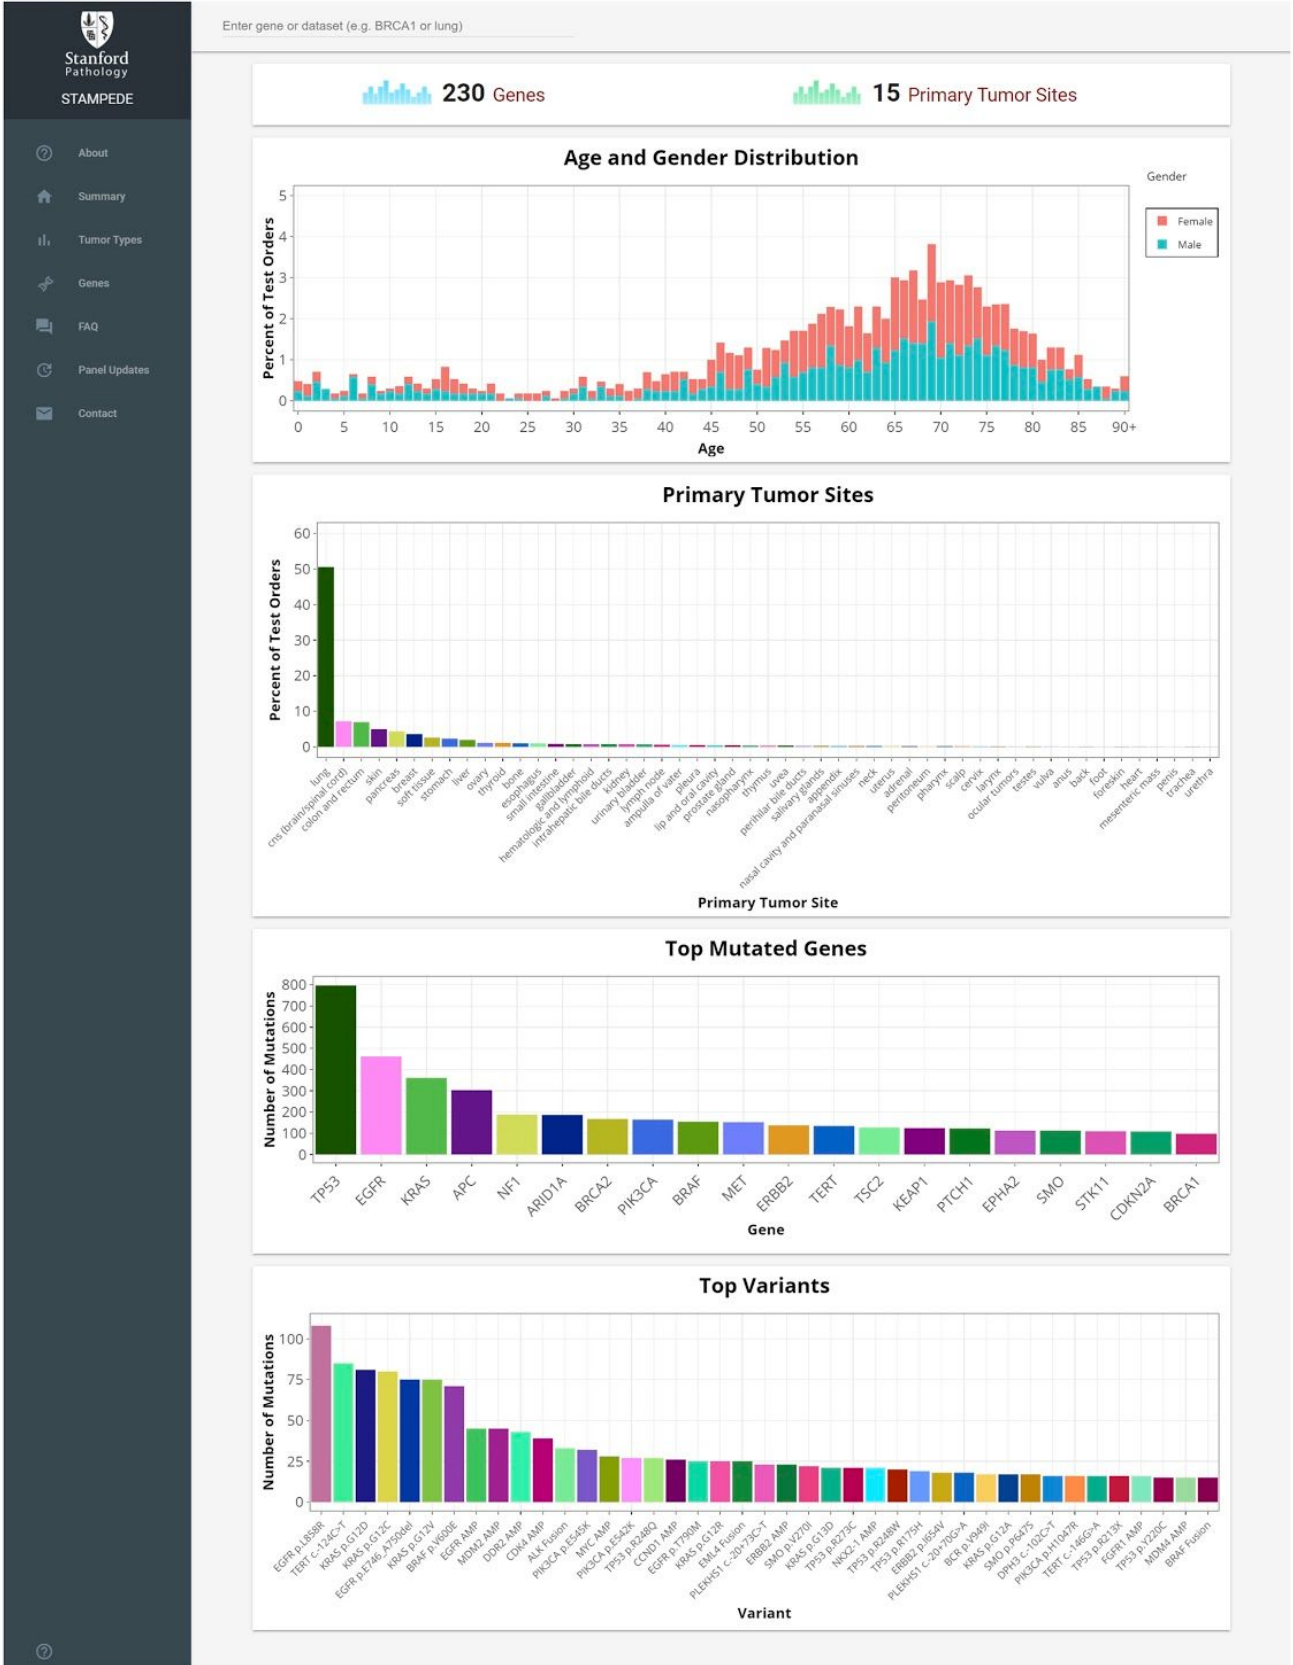 Stanford
Pathology
STAMPEDE
About
Summary
Tumor Types
Genes
FAQ
Panel Updates
Contact
Enter gene or dataset (e.g. BRCA1 or lung)
230 Genes
15 Primary Tumor Sites
Age and Gender Distribution
Percent of Test Orders
5
4
3
2
1
0
0 5 10 15 20 25 30 35 40 45 50 55 60 65 70 75 80 85 90+
Age
Gender
Female
Male
Primary Tumor Sites
Percent of Test Orders
60
50
40
30
20
10
0
lung
cns (brain/spinal cord)
colon and rectum
skin
pancreas
breast
soft tissue
stomach
liver
ovary
thyroid
bone
esophagus
small intestine
gallbladder
hematologic and lymphoid
intrahepatic bile ducts
kidney
urinary bladder
lymph node
ampulla of vater
pleura
lip and oral cavity
prostate gland
nasopharynx
thymus
uvea
perihilar bile ducts
salivary glands
appendix
nasal cavity and paranasal sinuses
neck
uterus
adrenal
peritoneum
pharynx
scalp
cervix
larynx
ocular tumors
testes
vulva
anus
back
foot
foreskin
heart
mesenteric mass
penis
trachea
urethra
Primary Tumor Site
Top Mutated Genes
Number of Mutations
800
700
600
500
400
300
200
100
0
TP53
EGFR
KRAS
APC
NF1
ARID1A
BRCA2
PIK3CA
BRAF
MET
ERBB2
TERT
TSC2
KEAP1
PTCH1
EPHA2
SMO
STK11
CDKN2A
BRCA1
Gene
Top Variants
Number of Mutations
100
75
50
25
0
EGFR p.L858R
TERT c.-124C>T
KRAS p.G12D
KRAS p.G12C
EGFR p.E746_A750del
KRAS p.G12V
BRAF p.V600E
EGFR AMP
MDM2 AMP
DDR2 AMP
CDK4 AMP
ALK Fusion
PIK3CA p.E545K
MYC AMP
PIK3CA p.E542K
TP53 p.R248Q
CCND1 AMP
EGFR p.T790M
KRAS p.G12R
EML4 Fusion
PLEKHS1 c.-20+73C>T
ERBB2 AMP
SMO p.V270I
KRAS p.G13D
TP53 p.R273C
NKX2-1 AMP
TP53 p.R248W
TP53 p.R175H
ERBB2 p.I654V
PLEKHS1 c.-20+70G>A
BCR p.V949I
KRAS p.G12A
SMO p.P647S
DPH3 c.-102C>T
PIK3CA p.H1047R
TERT c.-146G>A
TP53 p.R213X
FGFR1 AMP
TP53 p.Y220C
MDM4 AMP
BRAF Fusion
Variant